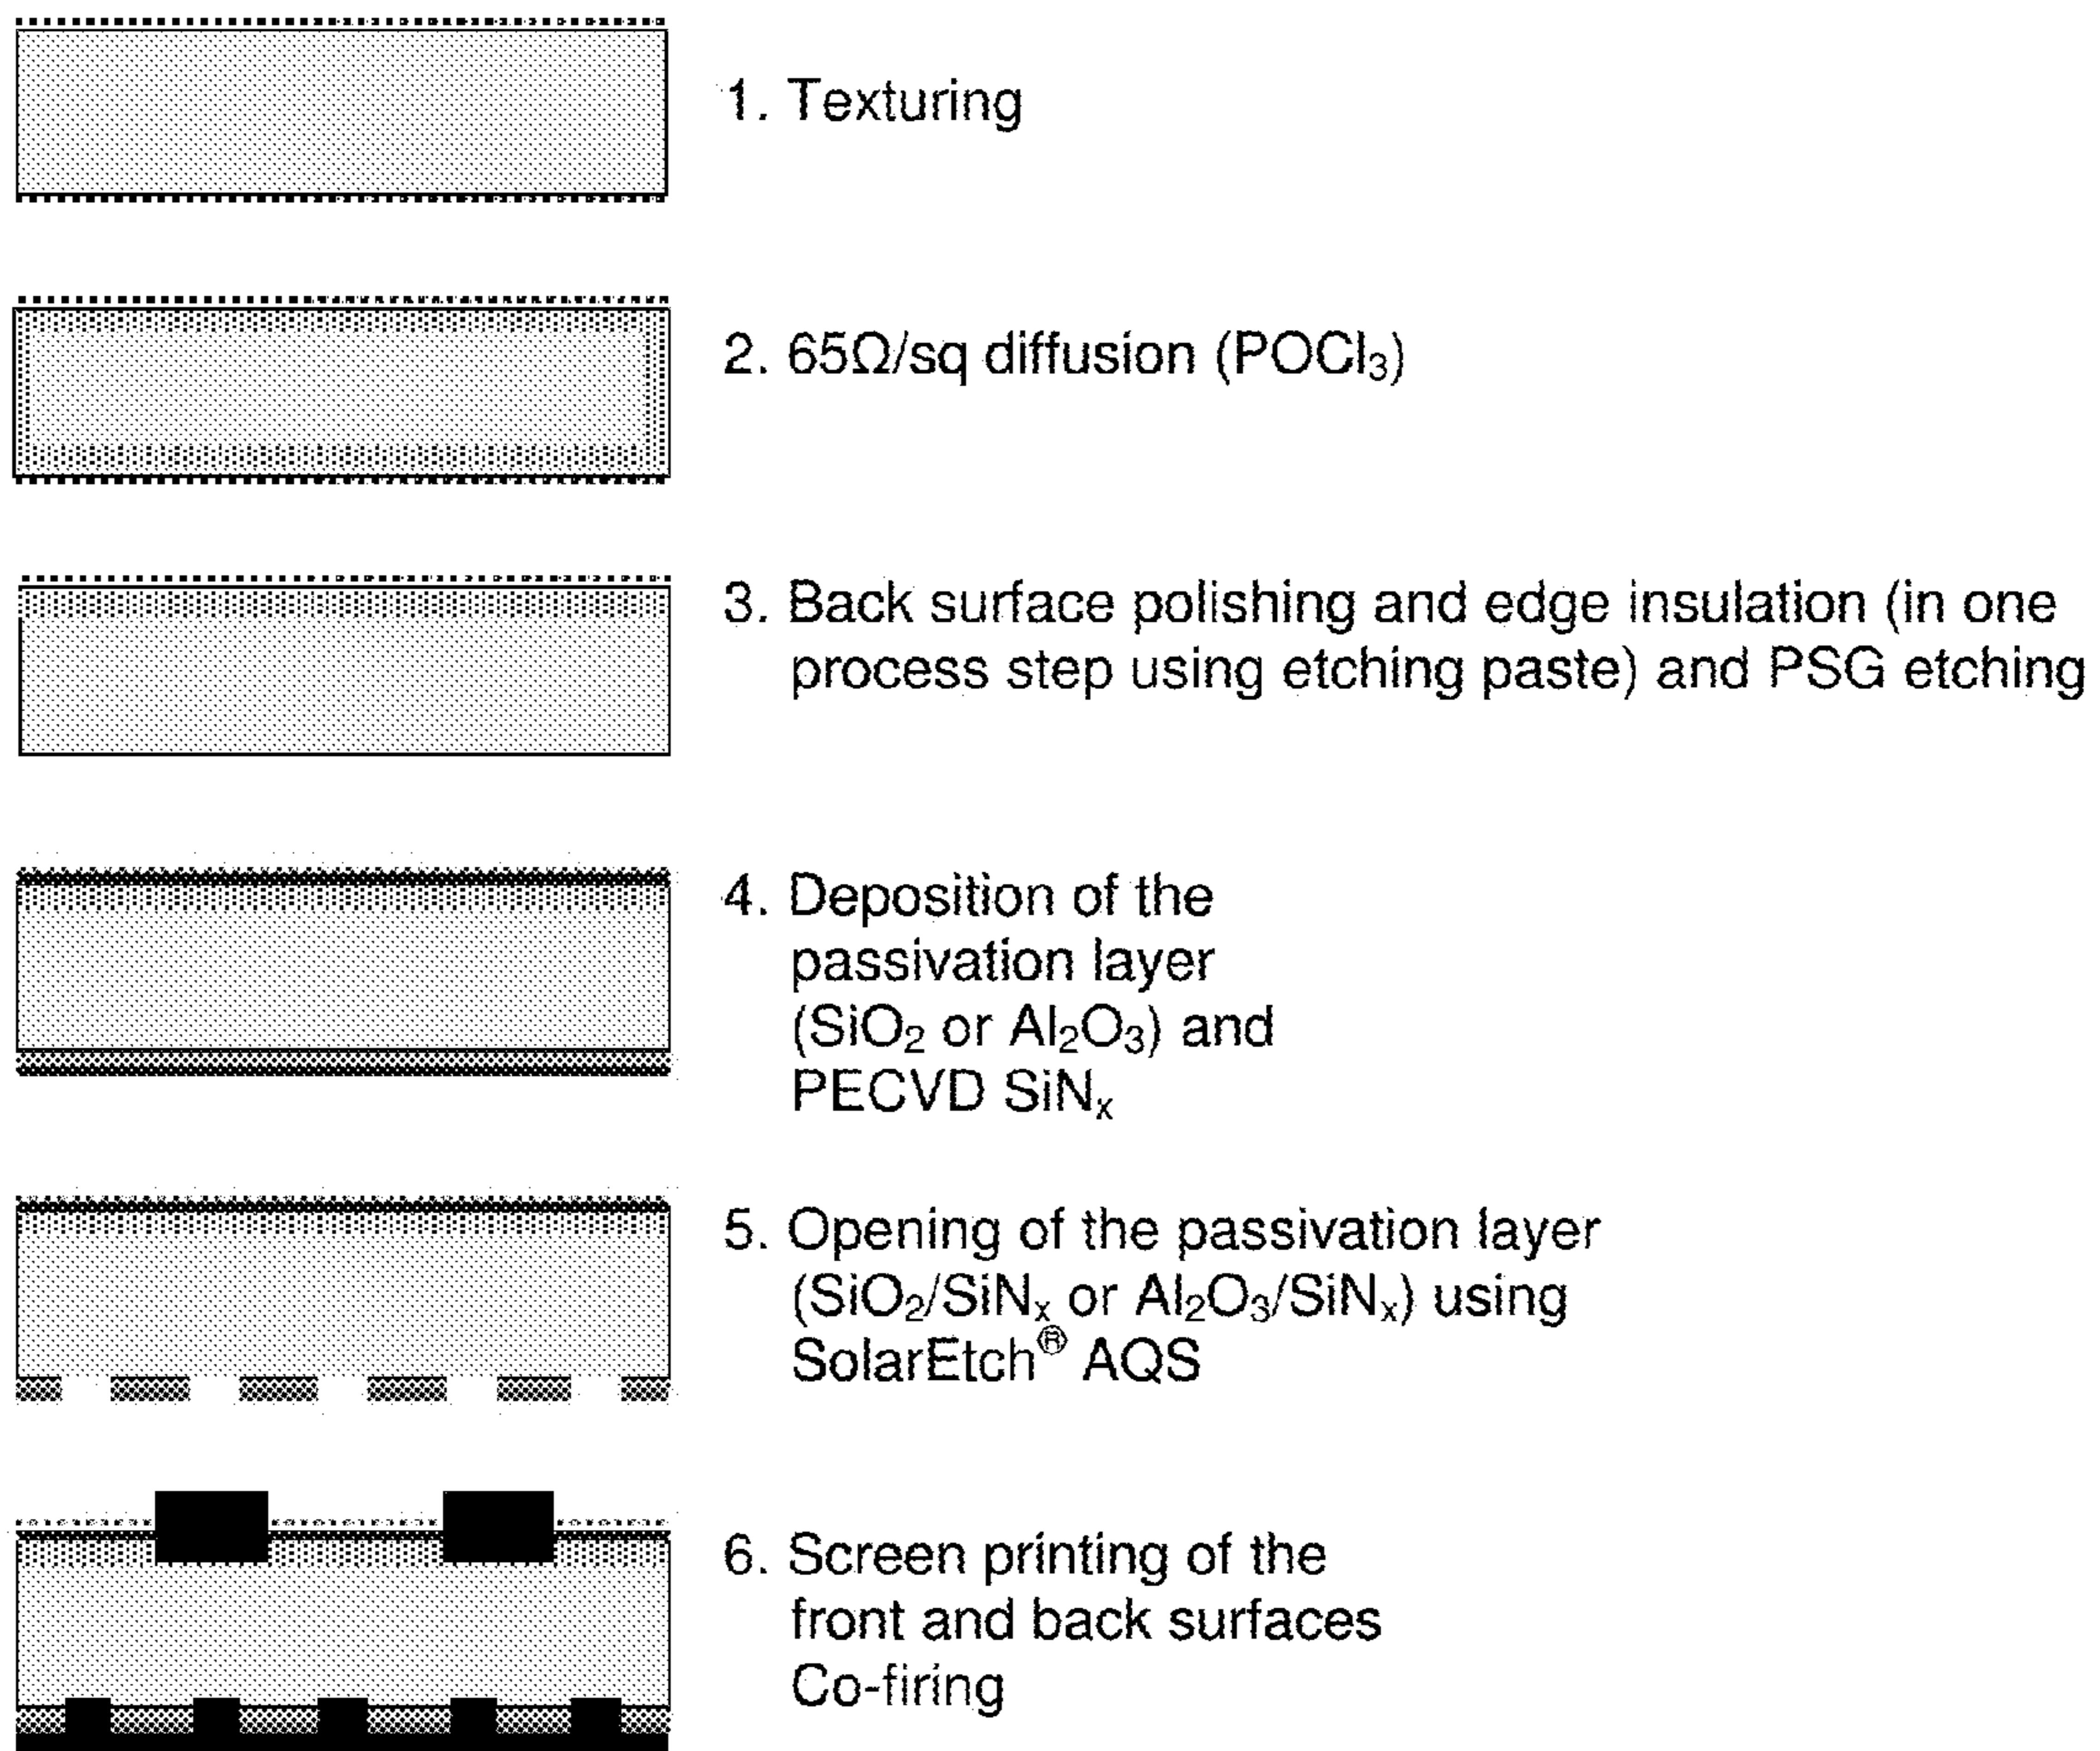 1. Texturing
2. 65Ω/sq diffusion (POCl₃)
3. Back surface polishing and edge insulation (in one
process step using etching paste) and PSG etching
4. Deposition of the
passivation layer
(SiO₂ or Al₂O₃) and
PECVD SiNₓ
5. Opening of the passivation layer
(SiO₂/SiNₓ or Al₂O₃/SiNₓ) using
SolarEtch® AQS
6. Screen printing of the
front and back surfaces
Co-firing